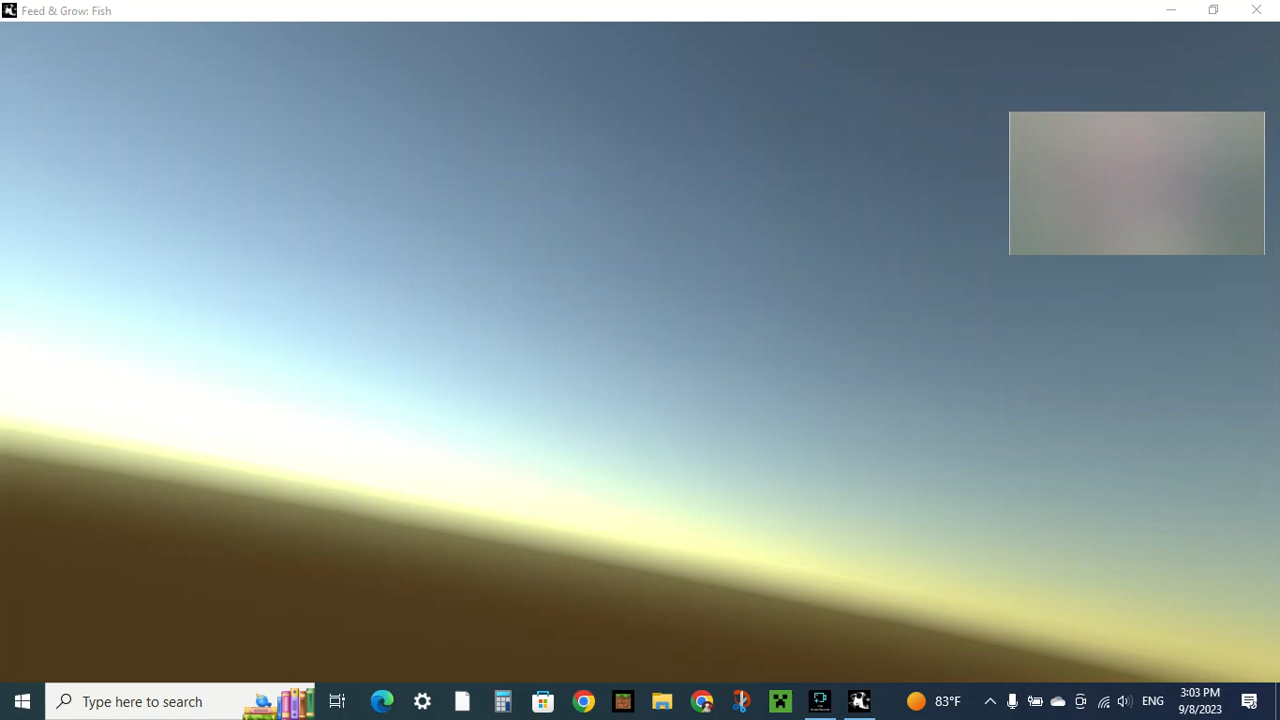 Feed & Grow: Fish
Type here to search
83°F
ENG
3:03 PM
9/8/2023